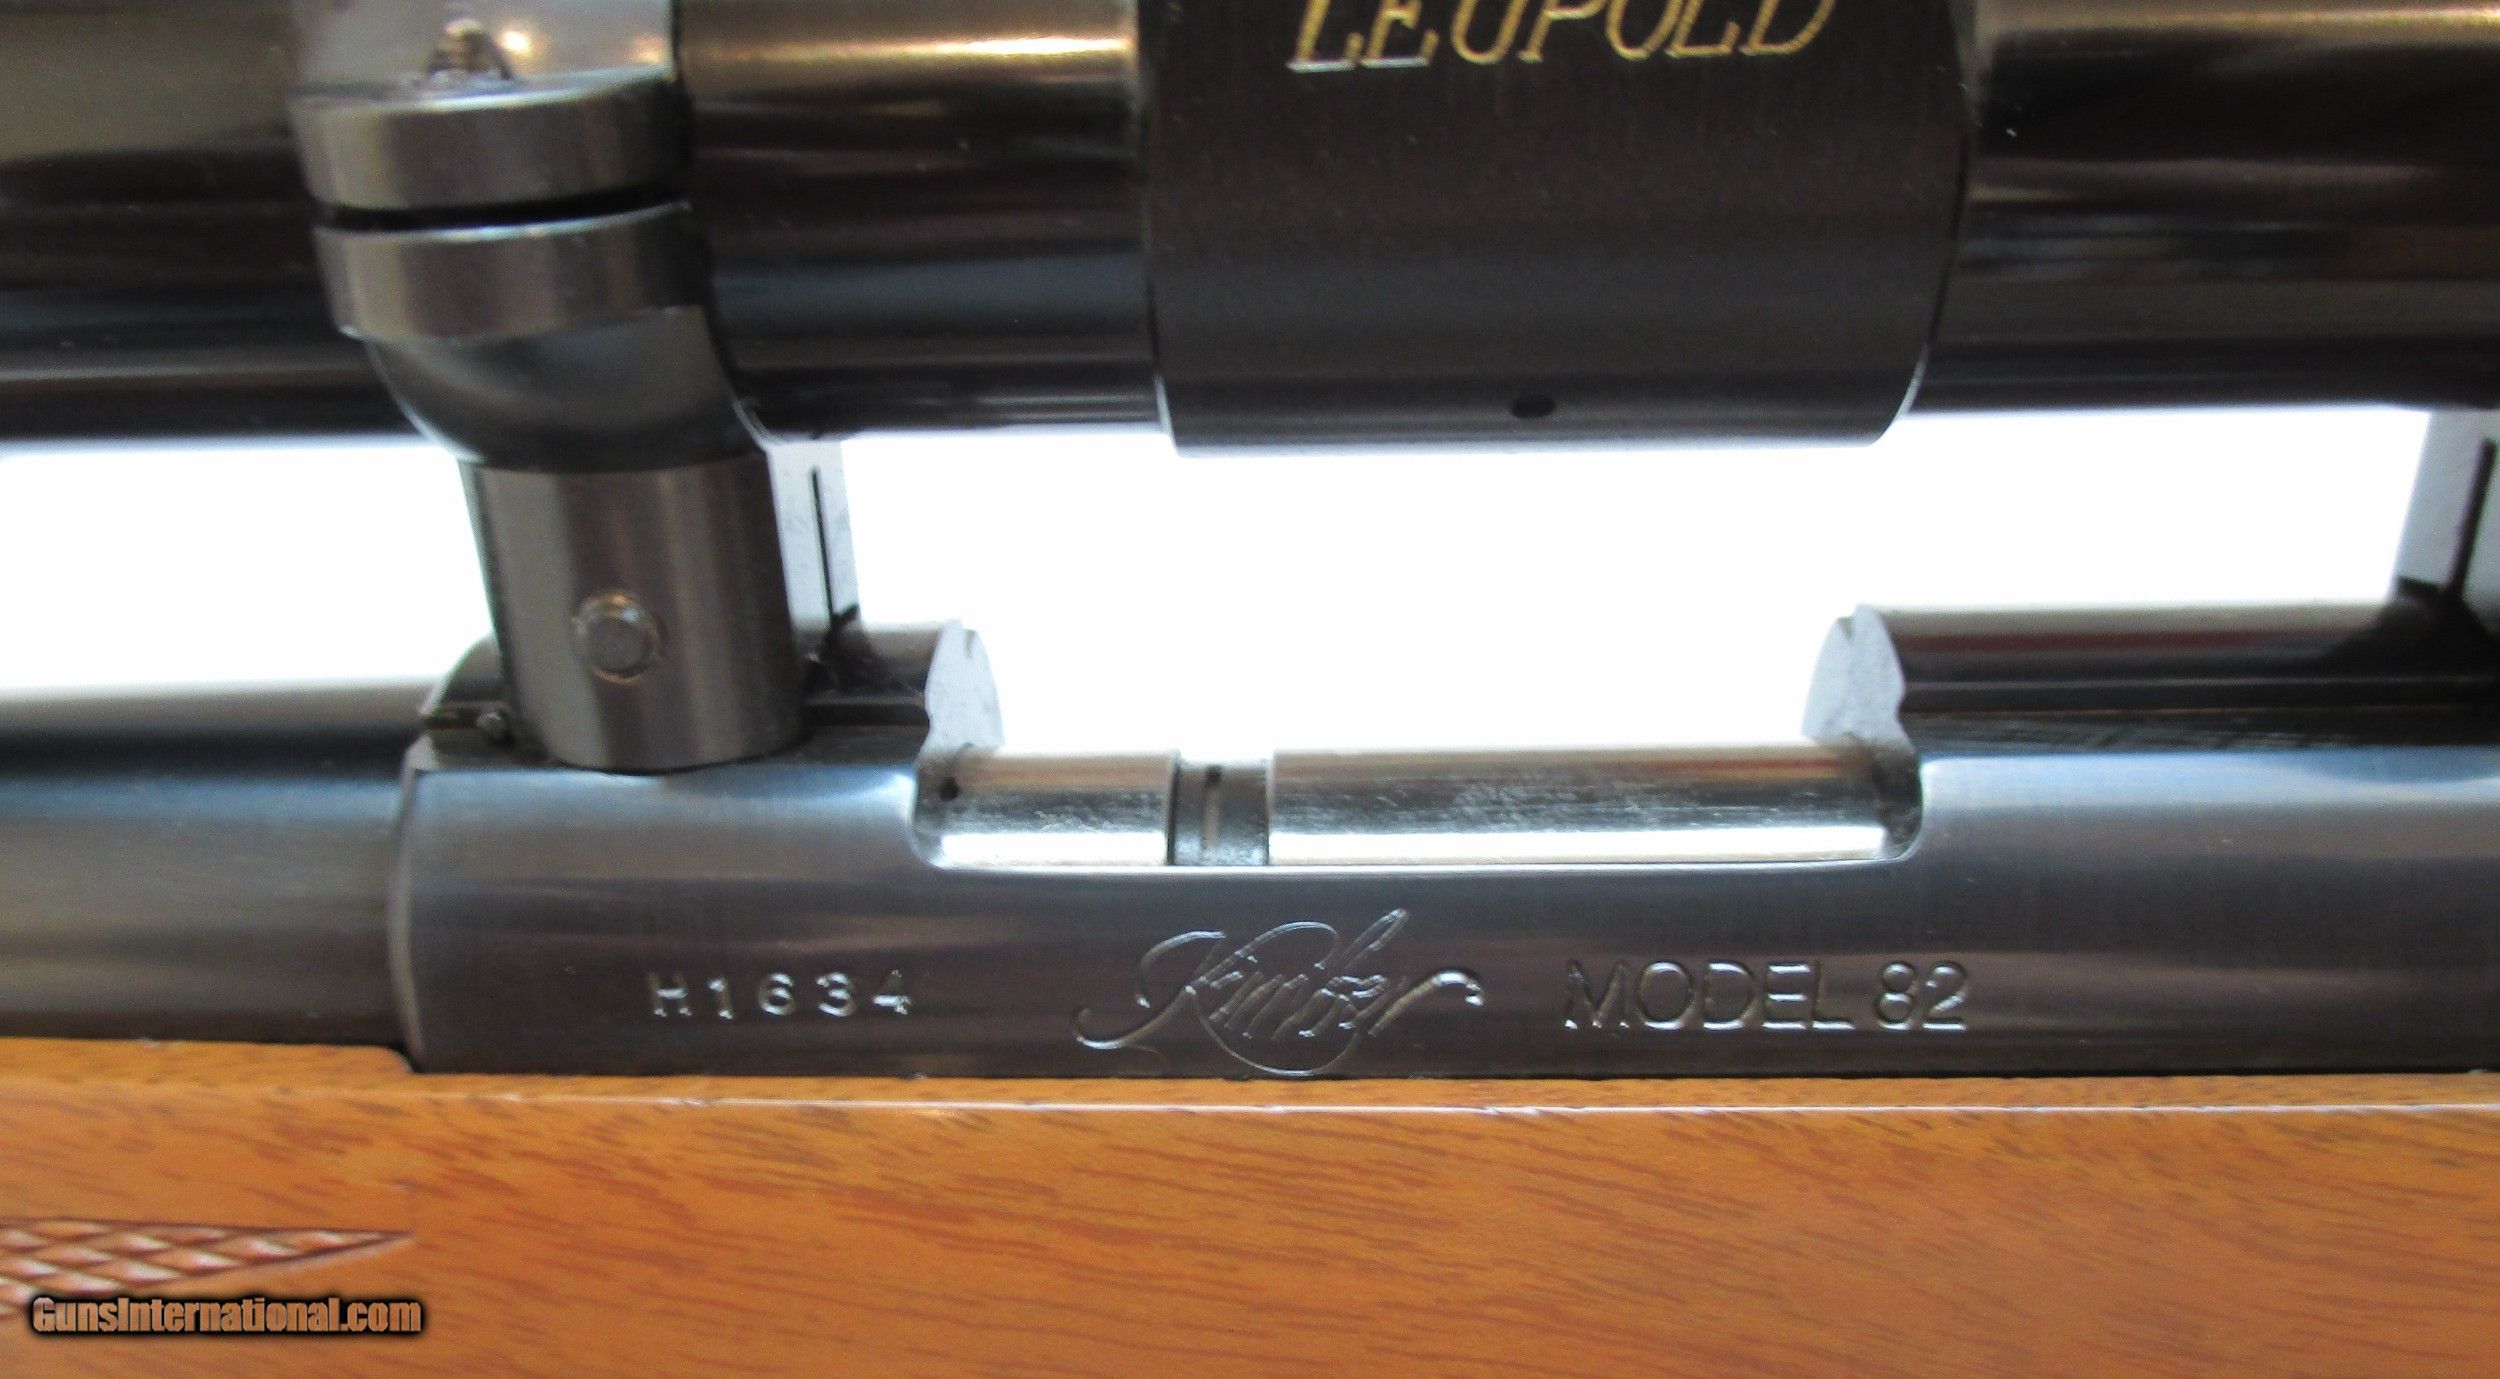 LEUPOLD
H1634 Kimber MODEL 82
GunsInternational.com